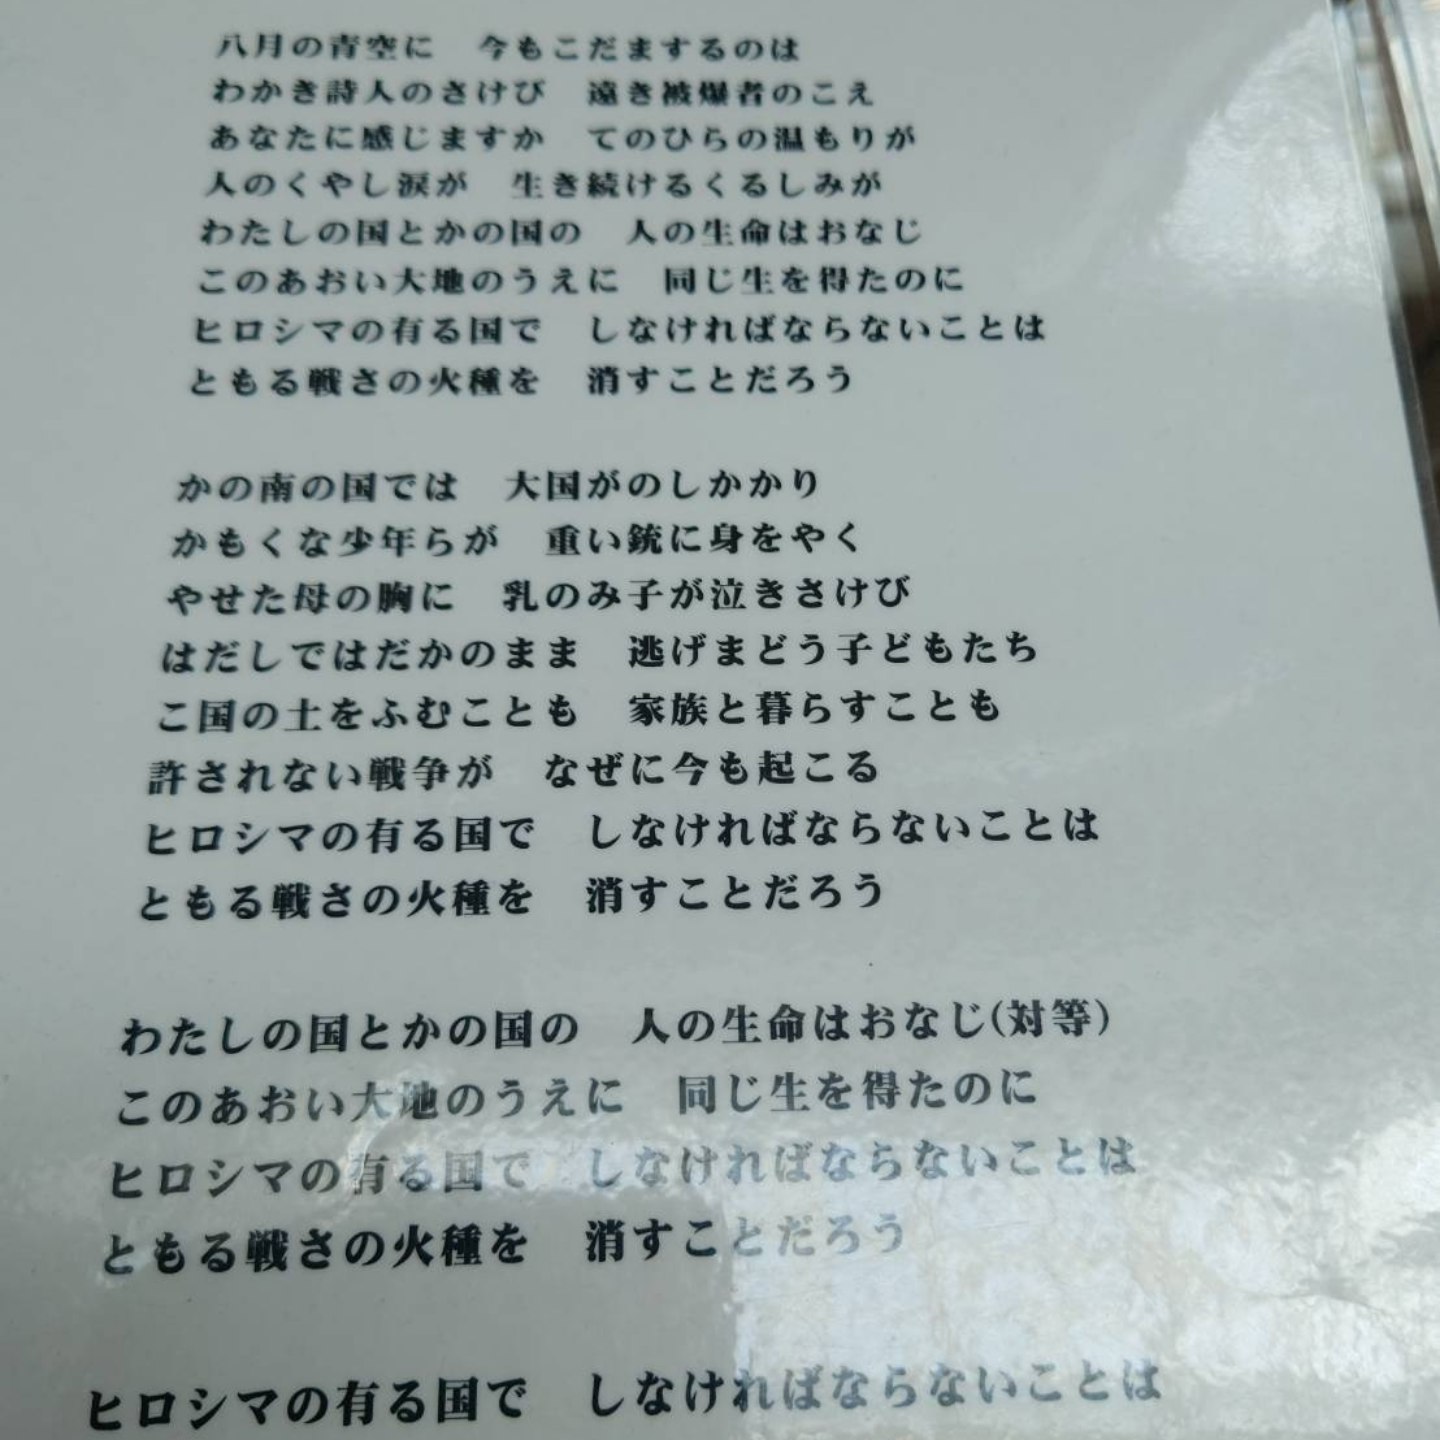 八月の青空に　今もこだまするのは
わかき詩人のさけび　遠き被爆者のこえ
あなたに感じますか　てのひらの温もりが
人のくやし涙が　生き続けるくるしみが
わたしの国とかの国の　人の生命はおなじ
このあおい大地のうえに　同じ生を得たのに
ヒロシマの有る国で　しなければならないことは
ともる戦さの火種を　消すことだろう
かの南の国では　大国がのしかかり
かもくな少年らが　重い銃に身をやく
やせた母の胸に　乳のみ子が泣きさけび
はだしではだかのまま　逃げまどう子どもたち
こ国の土をふむことも　家族と暮らすことも
許されない戦争が　なぜに今も起こる
ヒロシマの有る国で　しなければならないことは
ともる戦さの火種を　消すことだろう
わたしの国とかの国の　人の生命はおなじ(対等)
このあおい大地のうえに　同じ生を得たのに
ヒロシマの有る国で　しなければならないことは
ともる戦さの火種を　消すことだろう
ヒロシマの有る国で　しなければならないことは